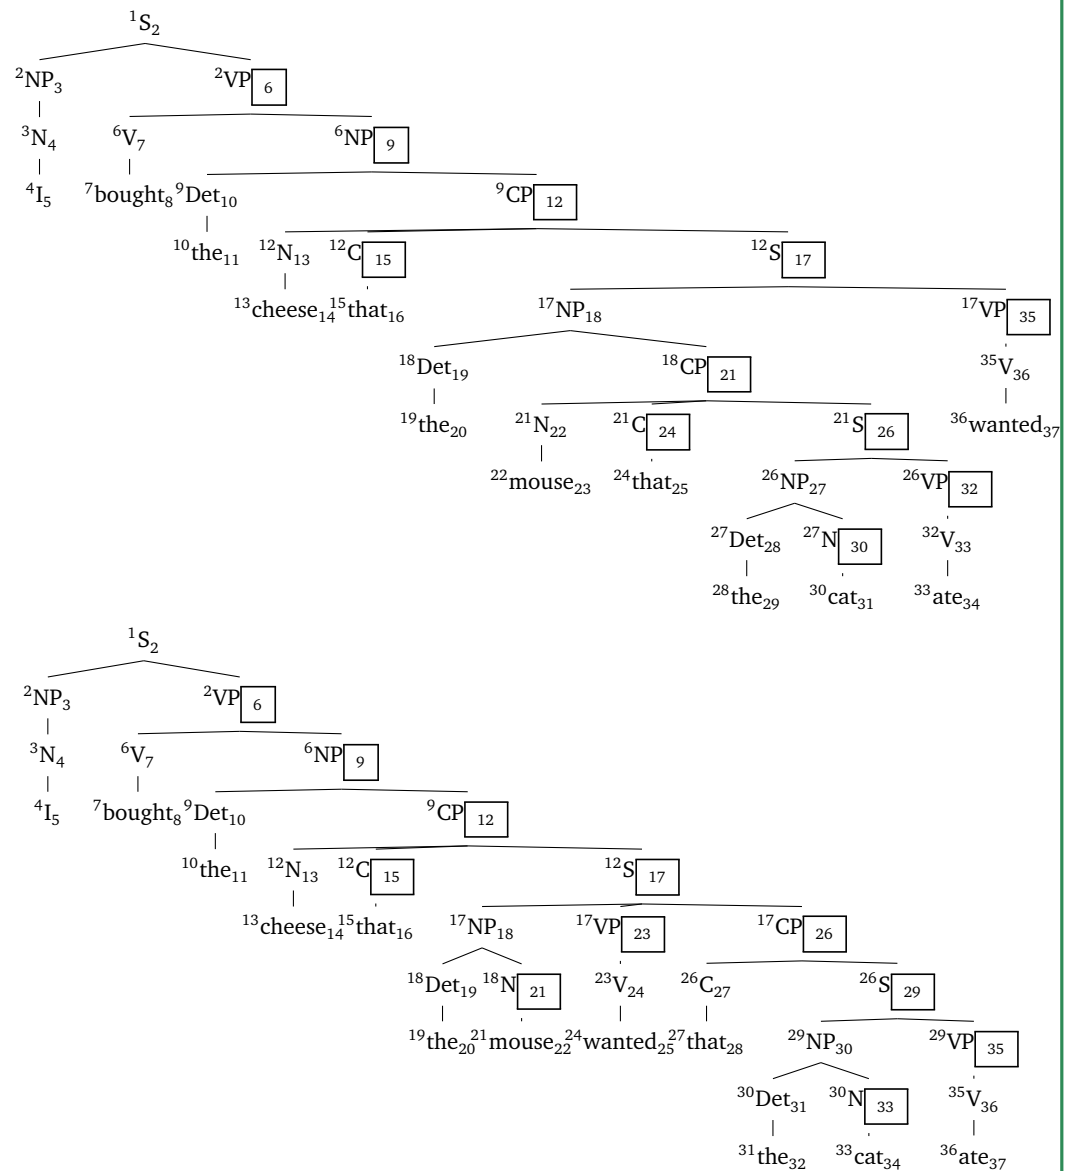 ¹S₂
²NP₃ ²VP 6
³N₄ ⁶V₇ ⁶NP 9
⁴I₅ ⁷bought₈ ⁹Det₁₀ ⁹CP 12
¹⁰the₁₁ ¹²N₁₃ ¹²C 15 ¹²S 17
¹³cheese₁₄ ¹⁵that₁₆ ¹⁷NP₁₈ ¹⁷VP 35
¹⁸Det₁₉ ¹⁸CP 21 ³⁵V₃₆
¹⁹the₂₀ ²¹N₂₂ ²¹C 24 ²¹S 26 ³⁶wanted₃₇
²²mouse₂₃ ²⁴that₂₅ ²⁶NP₂₇ ²⁶VP 32
²⁷Det₂₈ ²⁷N 30 ³²V₃₃
²⁸the₂₉ ³⁰cat₃₁ ³³ate₃₄
¹S₂
²NP₃ ²VP 6
³N₄ ⁶V₇ ⁶NP 9
⁴I₅ ⁷bought₈ ⁹Det₁₀ ⁹CP 12
¹⁰the₁₁ ¹²N₁₃ ¹²C 15 ¹²S 17
¹³cheese₁₄ ¹⁵that₁₆ ¹⁷NP₁₈ ¹⁷VP 23 ¹⁷CP 26
¹⁸Det₁₉ ¹⁸N 21 ²³V₂₄ ²⁶C₂₇ ²⁶S 29
¹⁹the₂₀ ²¹mouse₂₂ ²⁴wanted₂₅ ²⁷that₂₈ ²⁹NP₃₀ ²⁹VP 35
³⁰Det₃₁ ³⁰N 33 ³⁵V₃₆
³¹the₃₂ ³³cat₃₄ ³⁶ate₃₇